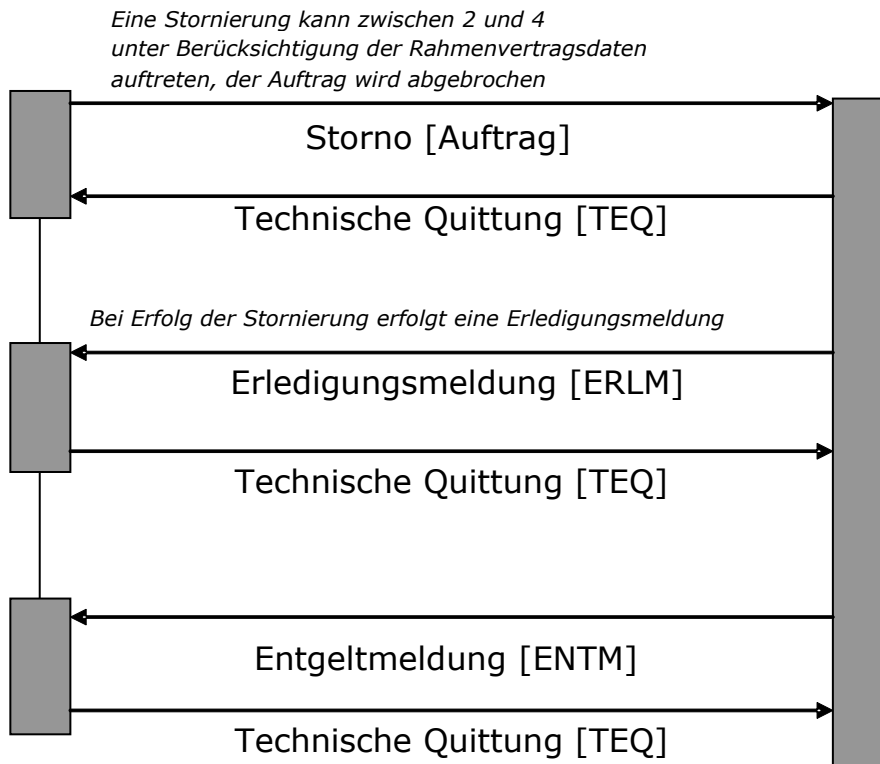 Eine Stornierung kann zwischen 2 und 4
unter Berücksichtigung der Rahmenvertragsdaten
auftreten, der Auftrag wird abgebrochen
Storno [Auftrag]
Technische Quittung [TEQ]
Bei Erfolg der Stornierung erfolgt eine Erledigungsmeldung
Erledigungsmeldung [ERLM]
Technische Quittung [TEQ]
Entgeltmeldung [ENTM]
Technische Quittung [TEQ]